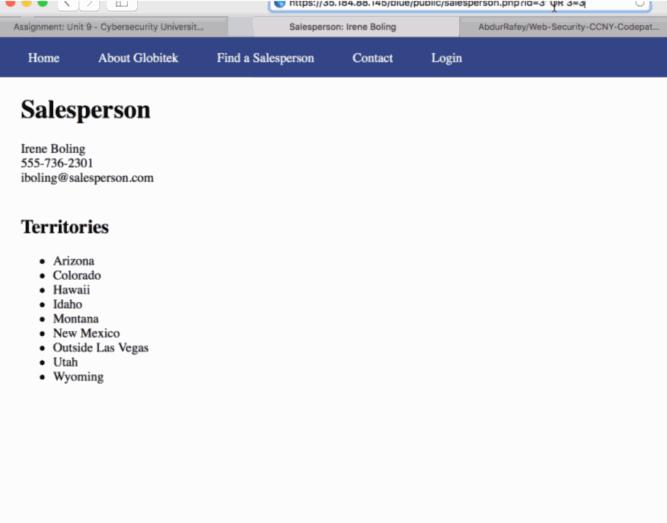 https://35.184.88.145/blue/public/salesperson.php?id=3' OR 3=3
Assignment: Unit 9 - Cybersecurity Universit... Salesperson: Irene Boling AbdurRafey/Web-Security-CCNY-Codepat...
Home About Globitek Find a Salesperson Contact Login
Salesperson
Irene Boling
555-736-2301
iboling@salesperson.com
Territories
• Arizona
• Colorado
• Hawaii
• Idaho
• Montana
• New Mexico
• Outside Las Vegas
• Utah
• Wyoming